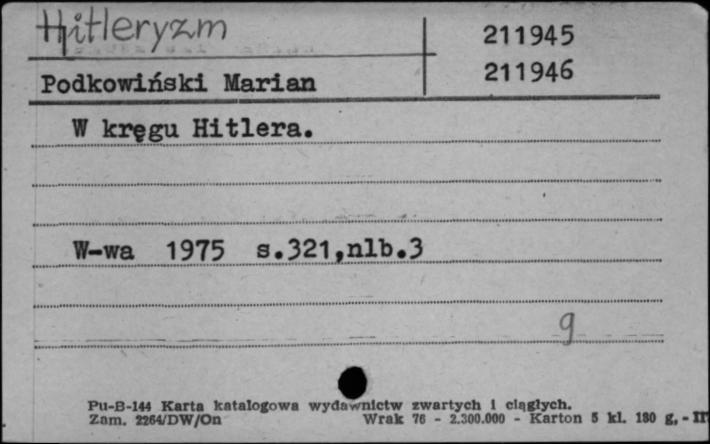 Hitleryzm
211945
Podkowiński Marian
211946
W kręgu Hitlera.
W-wa 1975 s.321,nlb.3
g
Pu-B-144 Karta katalogowa wydawnictw zwartych i ciągłych.
Zam. 2264/DW/On Wrak 76 - 2.300.000 - Karton 5 kl. 180 g, - II